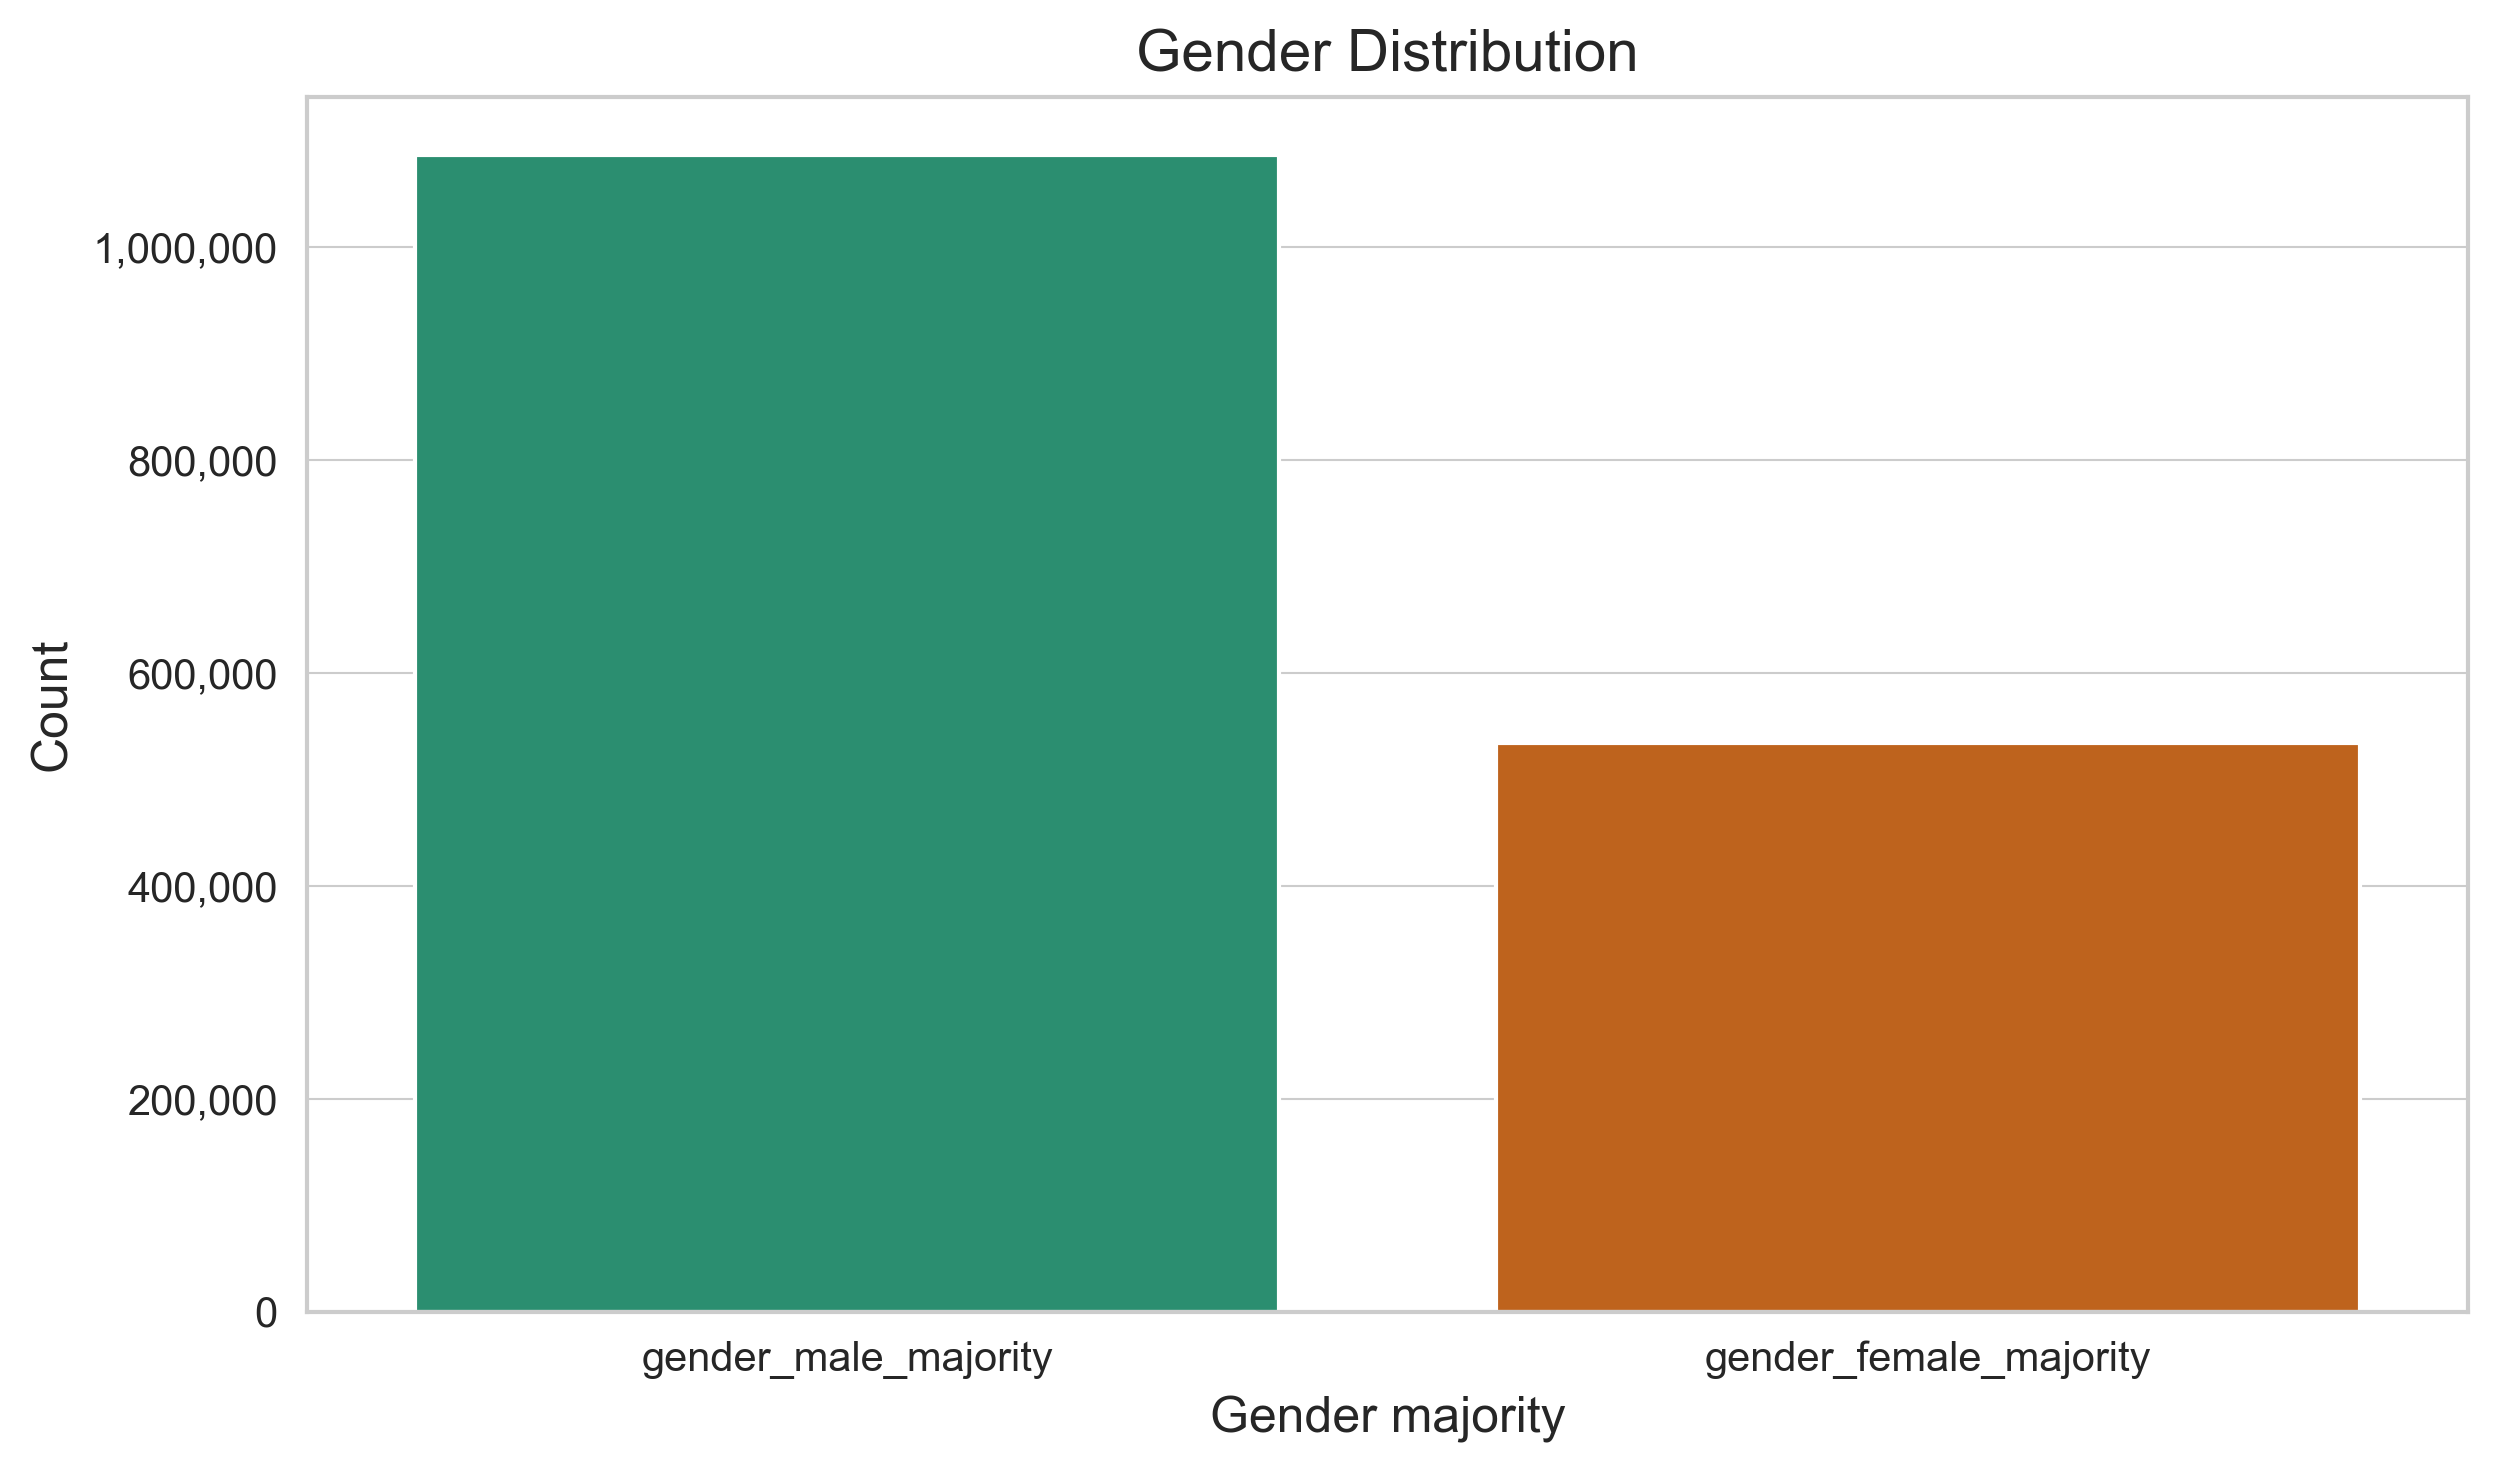 Gender Distribution
1,000,000
800,000
600,000
400,000
200,000
0
Count
gender_male_majority
gender_female_majority
Gender majority